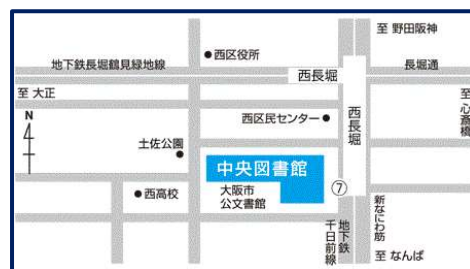 至 野田阪神
西区役所
地下鉄長堀鶴見緑地線
西長堀
長堀通
至 大正
西区民センター
西長堀
至 心斎橋
N
土佐公園
中央図書館
大阪市
公文書館
西高校
⑦
地下鉄
千日前線
新なにわ筋
至 なんば